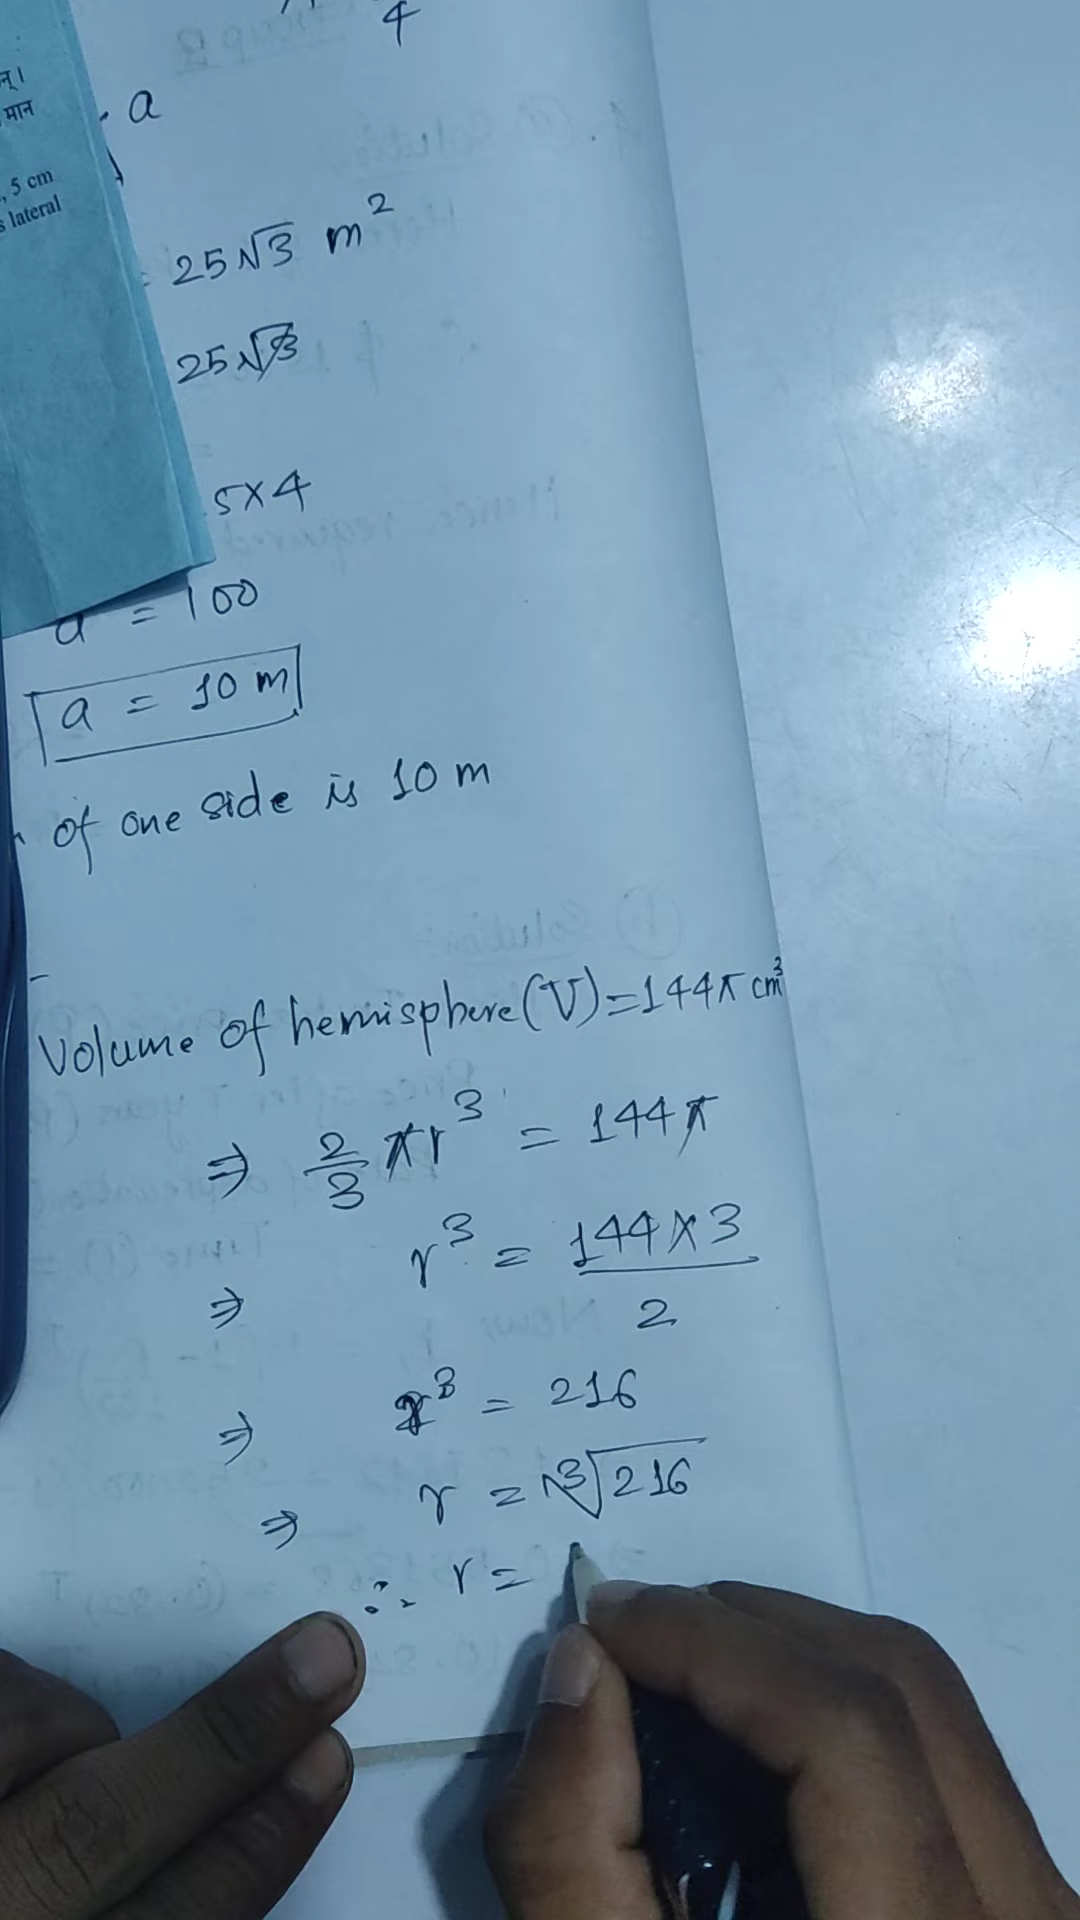 4
न् ।
मान
, 5 cm
s lateral
a
= 25√3 m²
25√3
5×4
a = 100
a = 10 m
of one side is 10 m
Volume of hemisphere (V) = 144π cm³
⇒ 2/3 πr³ = 144π
⇒ r³ = 144×3/2
⇒ r³ = 216
⇒ r = ³√216
∴ r =